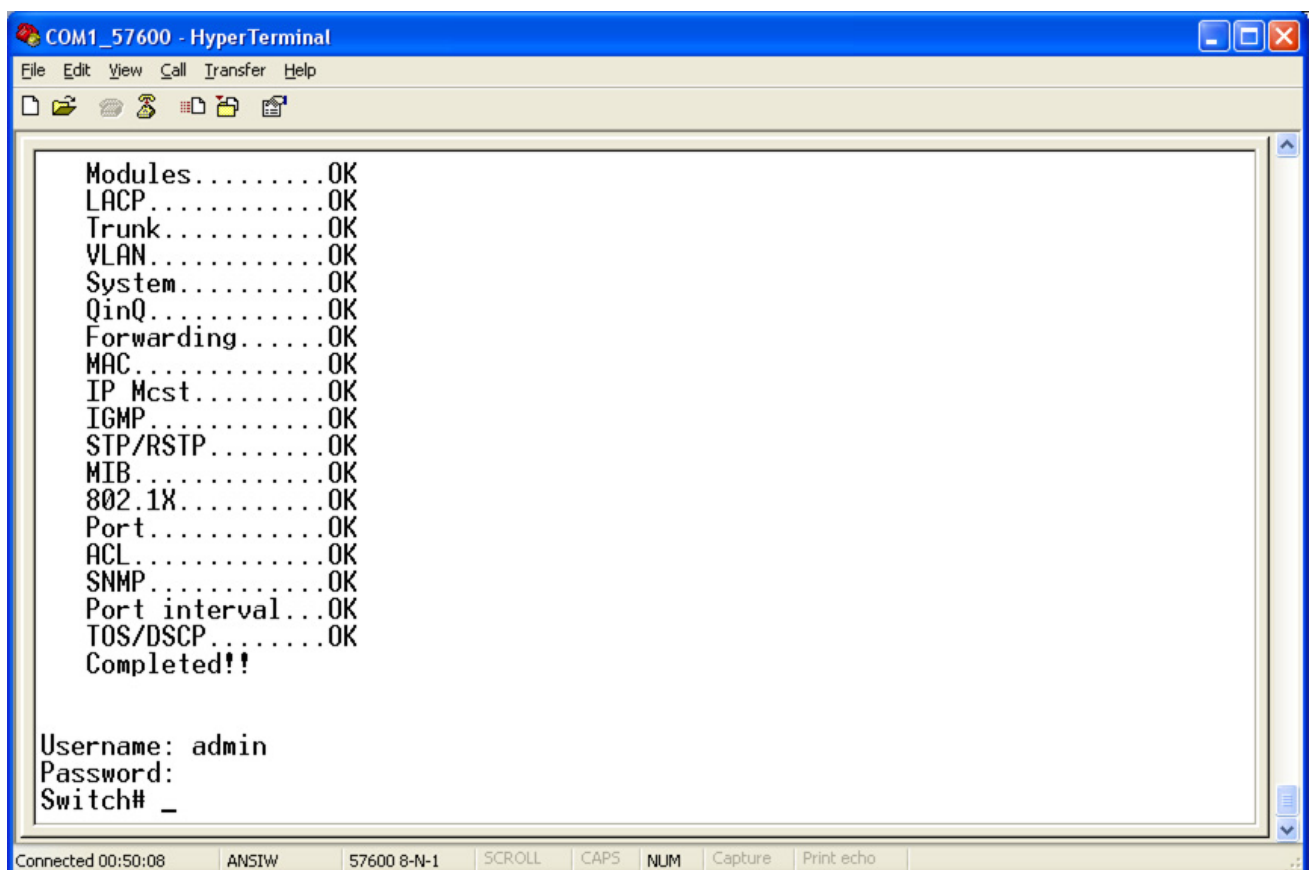 COM1_57600 - HyperTerminal
File Edit View Call Transfer Help
Modules.........OK
LACP............OK
Trunk...........OK
VLAN............OK
System..........OK
QinQ............OK
Forwarding......OK
MAC.............OK
IP Mcst.........OK
IGMP............OK
STP/RSTP........OK
MIB.............OK
802.1X..........OK
Port............OK
ACL.............OK
SNMP............OK
Port interval...OK
TOS/DSCP........OK
Completed!!
Username: admin
Password:
Switch# _
Connected 00:50:08 ANSIW 57600 8-N-1 SCROLL CAPS NUM Capture Print echo